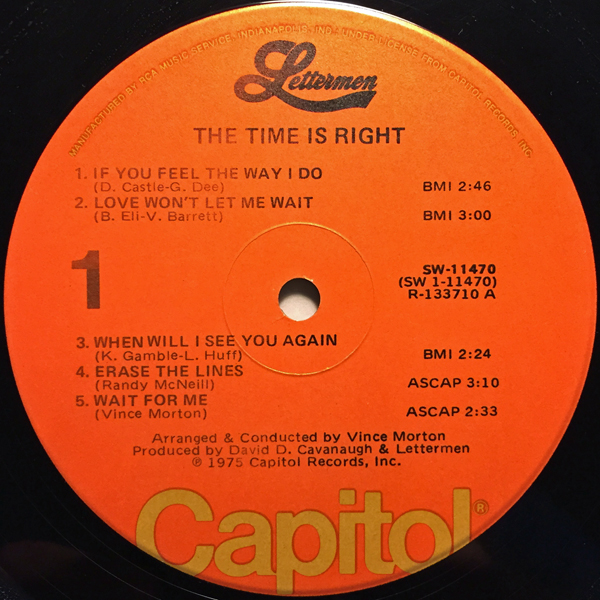 MANUFACTURED BY RCA MUSIC SERVICE, INDIANAPOLIS, IND. / UNDER LICENSE FROM CAPITOL RECORDS, INC.
Lettermen
THE TIME IS RIGHT
1. IF YOU FEEL THE WAY I DO
(D. Castle-G. Dee) BMI 2:46
2. LOVE WON'T LET ME WAIT
(B. Eli-V. Barrett) BMI 3:00
1
SW-11470
(SW 1-11470)
R-133710 A
3. WHEN WILL I SEE YOU AGAIN
(K. Gamble-L. Huff) BMI 2:24
4. ERASE THE LINES
(Randy McNeill) ASCAP 3:10
5. WAIT FOR ME
(Vince Morton) ASCAP 2:33
Arranged & Conducted by Vince Morton
Produced by David D. Cavanaugh & Lettermen
℗ 1975 Capitol Records, Inc.
Capitol®